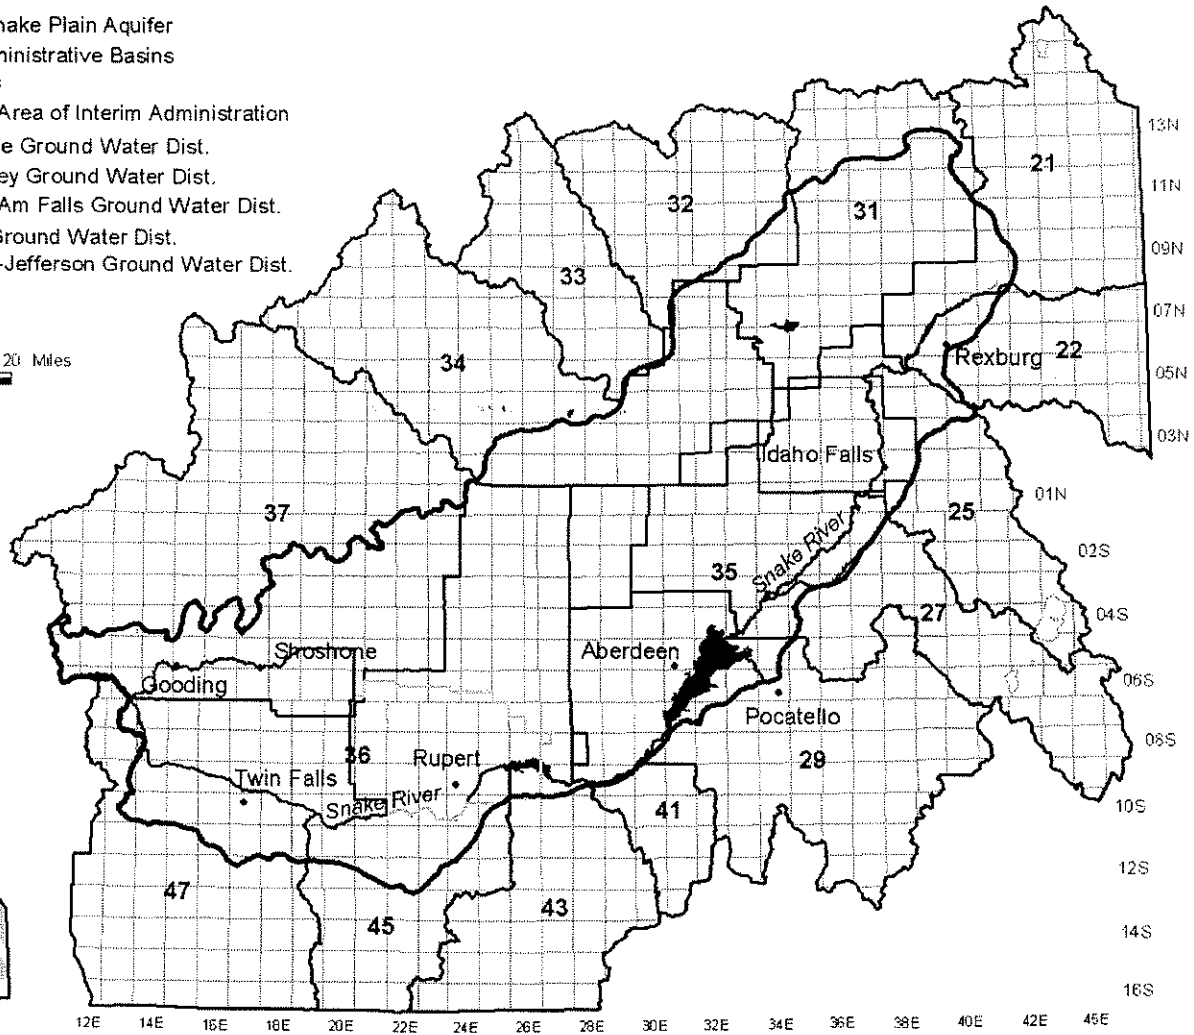 nake Plain Aquifer
ministrative Basins
Area of Interim Administration
e Ground Water Dist.
ey Ground Water Dist.
Am Falls Ground Water Dist.
Ground Water Dist.
-Jefferson Ground Water Dist.
20 Miles
13N
21
11N
32
31
09N
33
07N
34
Rexburg
22
05N
03N
Idaho Falls
01N
37
25
02S
Snake River
35
27
04S
Shroshone
Aberdeen
06S
Gooding
Pocatello
08S
36
Rupert
29
Twin Falls
Snake River
10S
41
12S
47
43
45
14S
16S
12E 14E 16E 18E 20E 22E 24E 26E 28E 30E 32E 34E 36E 38E 40E 43E 45E